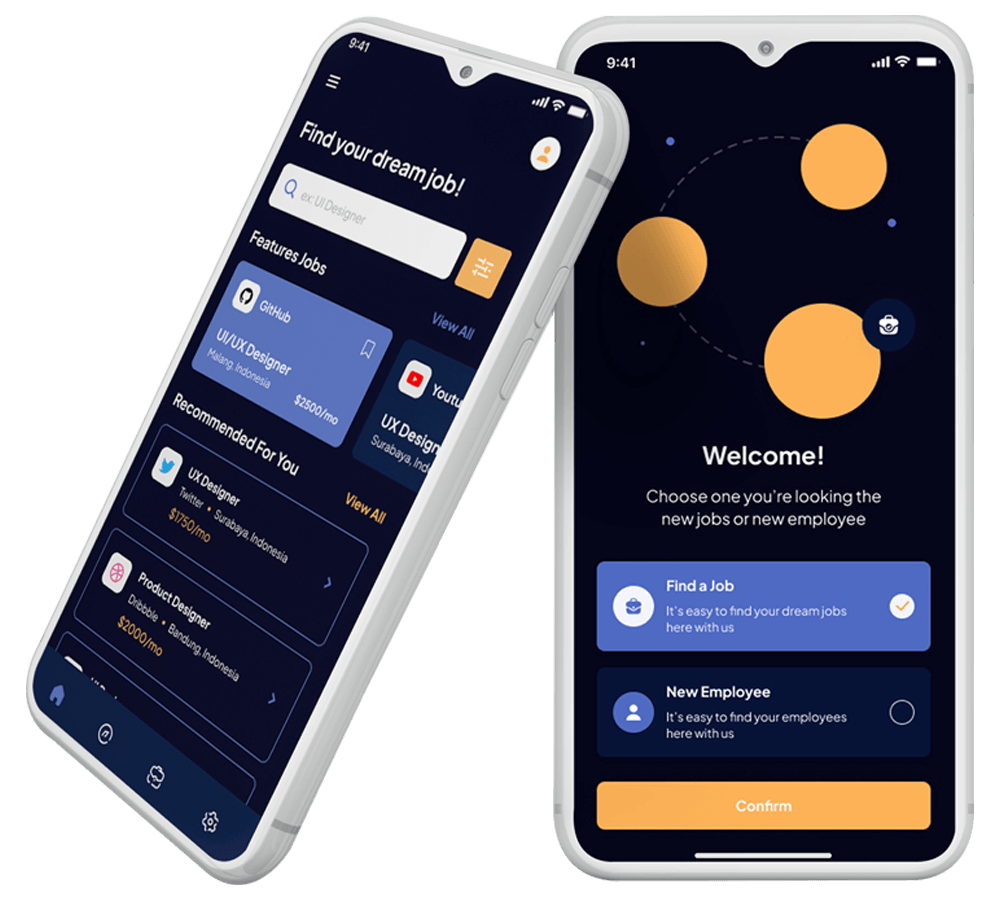 9:41
Find your dream job!
ex: UI Designer
Features Jobs
View All
GitHub
UI/UX Designer
Malang, Indonesia
$2500/mo
Youtu
UX Design
Surabaya, Ind
Recommended For You
View All
UX Designer
Twitter • Surabaya, Indonesia
$1750/mo
Product Designer
Dribbble • Bandung, Indonesia
$2000/mo
9:41
Welcome!
Choose one you're looking the
new jobs or new employee
Find a Job
It's easy to find your dream jobs
here with us
New Employee
It's easy to find your employees
here with us
Confirm